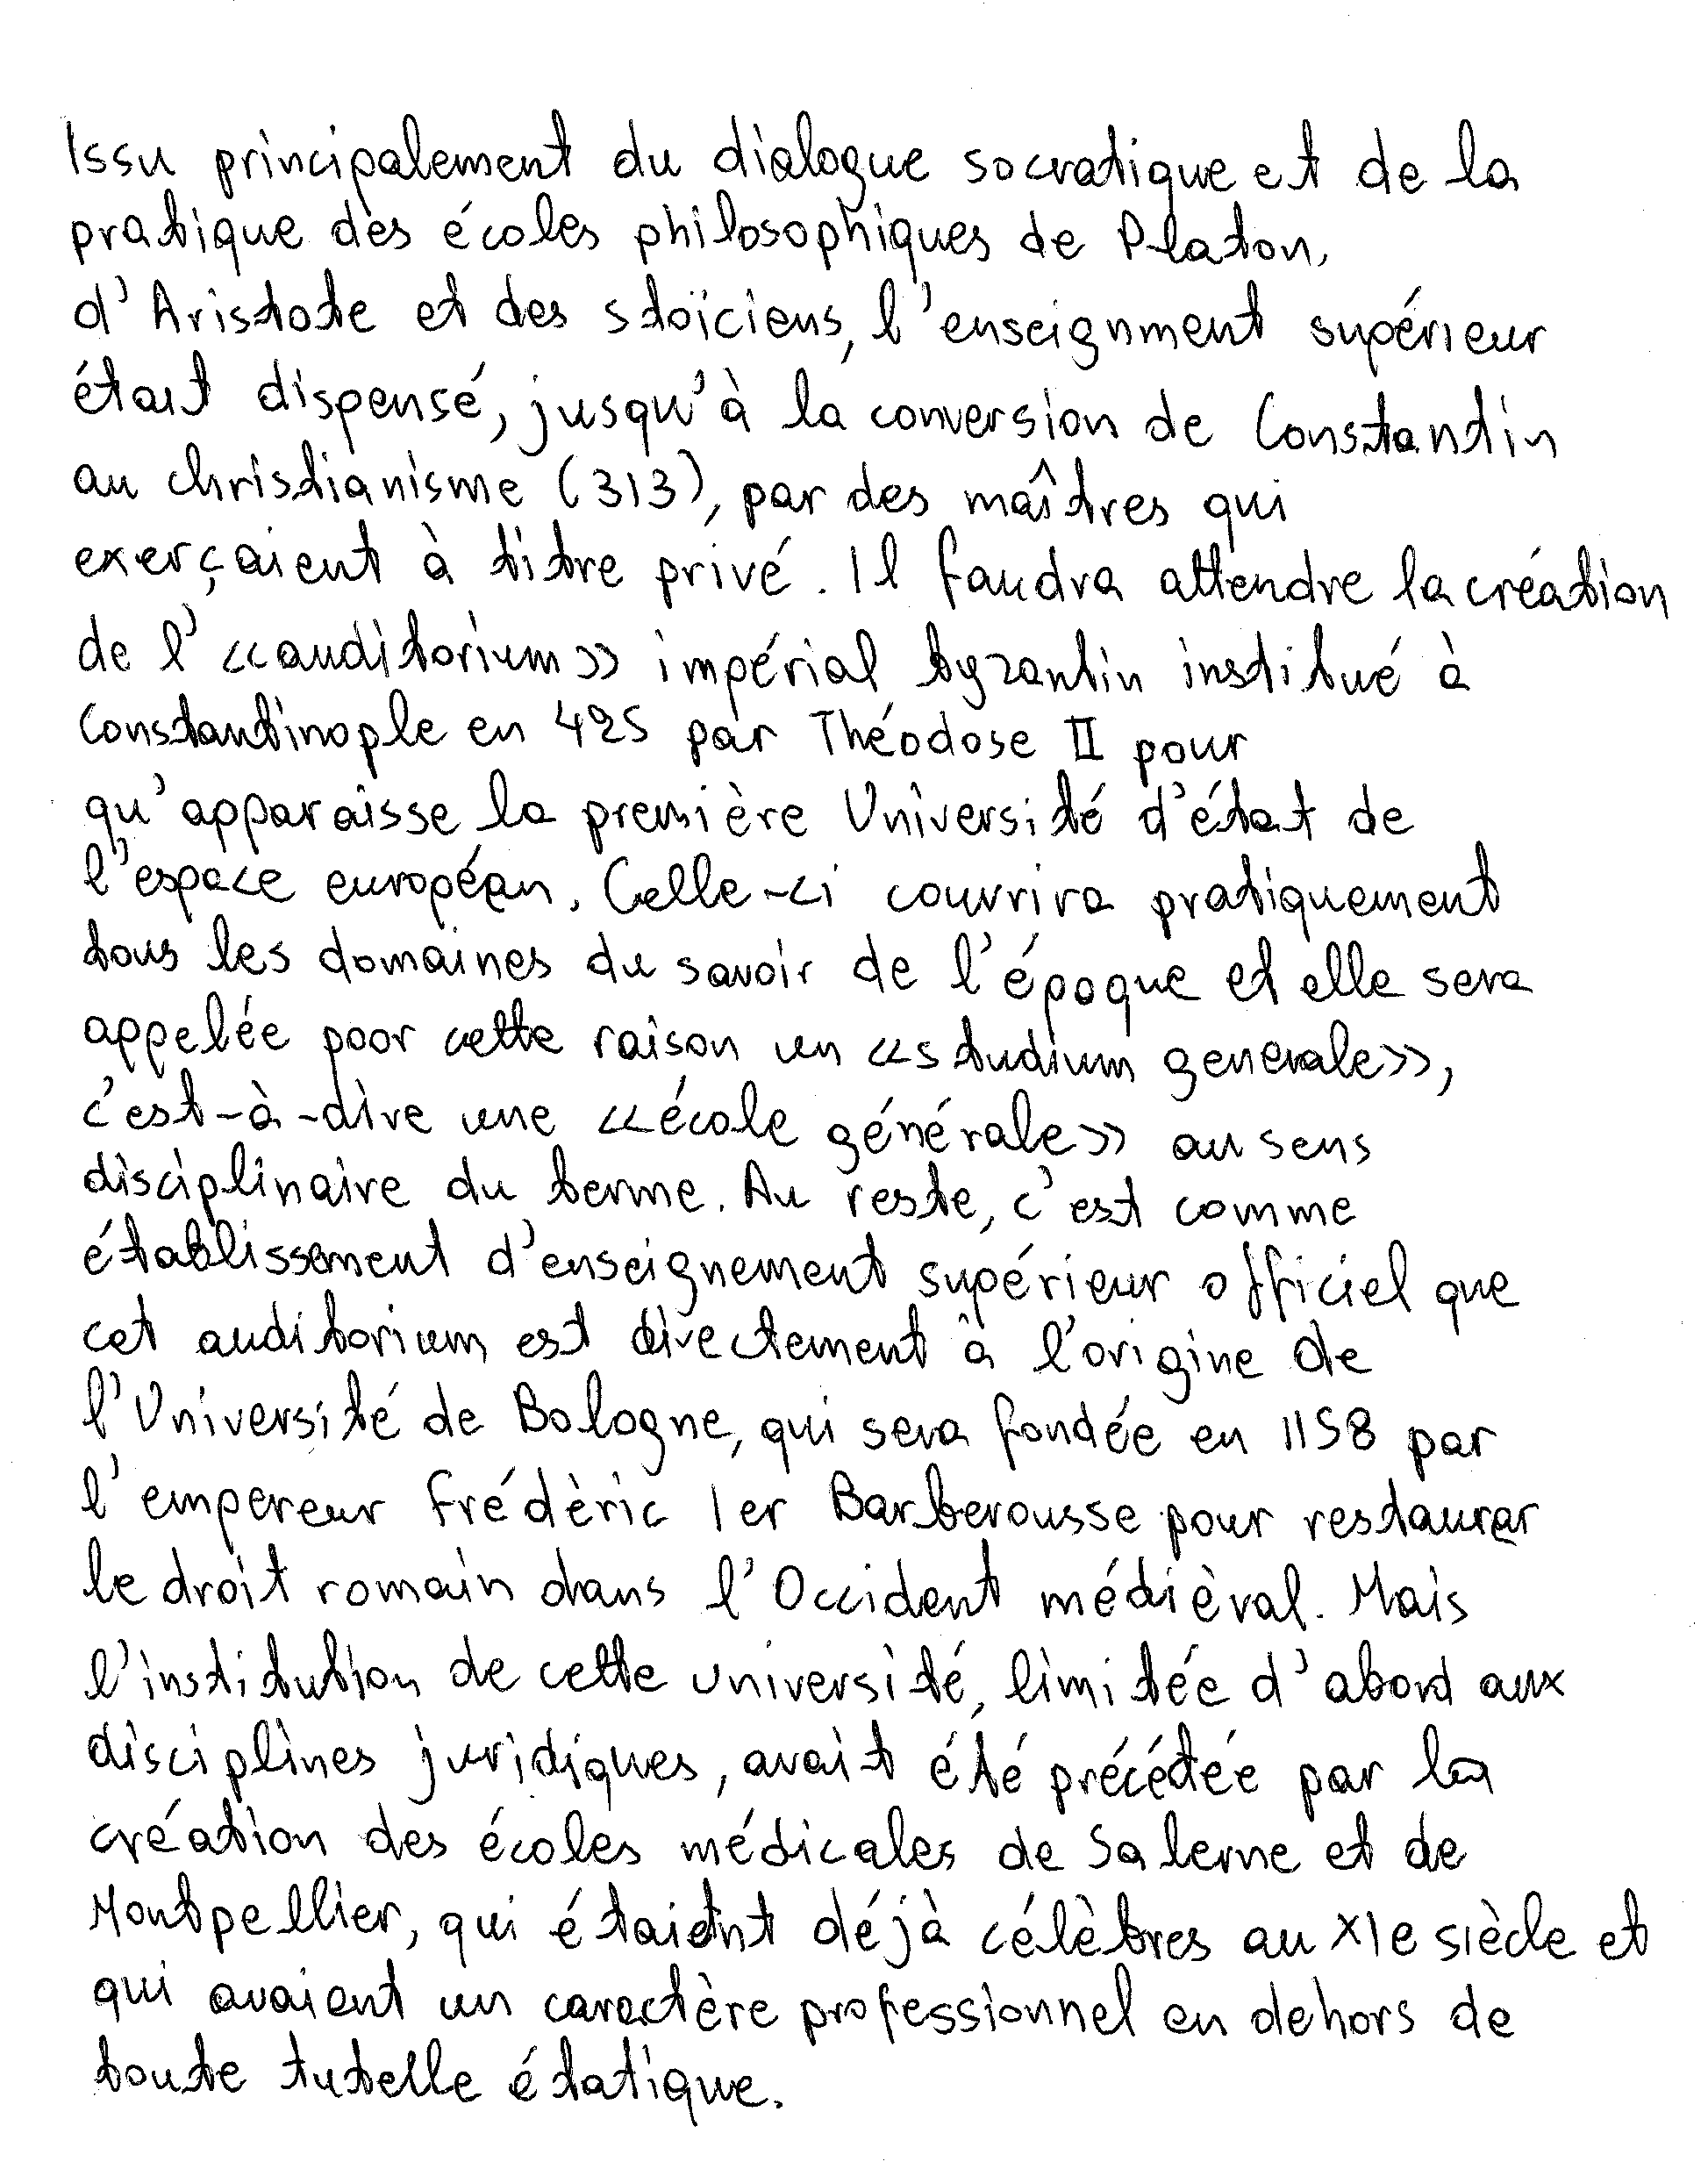 Issu principalement du dialogue socratique et de la
pratique des écoles philosophiques de Platon,
d'Aristote et des stoïciens, l'enseignment supérieur
était dispensé, jusqu'à la conversion de Constantin
au christianisme (313), par des maîtres qui
exerçaient à titre privé. Il faudra attendre la création
de l' «auditorium» impérial byzantin institué à
Constantinople en 425 par Théodose II pour
qu'apparaisse la première Université d'état de
l'espace européen. Celle-ci couvrira pratiquement
tous les domaines du savoir de l'époque et elle sera
appelée poor cette raison un «studium generale»,
c'est-à-dire une «école générale» au sens
disciplinaire du terme. Au reste, c'est comme
établissement d'enseignement supérieur officiel que
cet auditorium est directement à l'origine de
l'Université de Bologne, qui sera fondée en 1158 par
l'empereur Frédèric Ier Barberousse pour restaurer
le droit romain dans l'Occident médièval. Mais
l'institution de cette université, limitée d'abord aux
disciplines juridiques, avait été précédée par la
création des écoles médicales de Salerne et de
Montpellier, qui étaient déjà célèbres au XIe siècle et
qui avaient un caractère professionnel en dehors de
toute tutelle étatique.